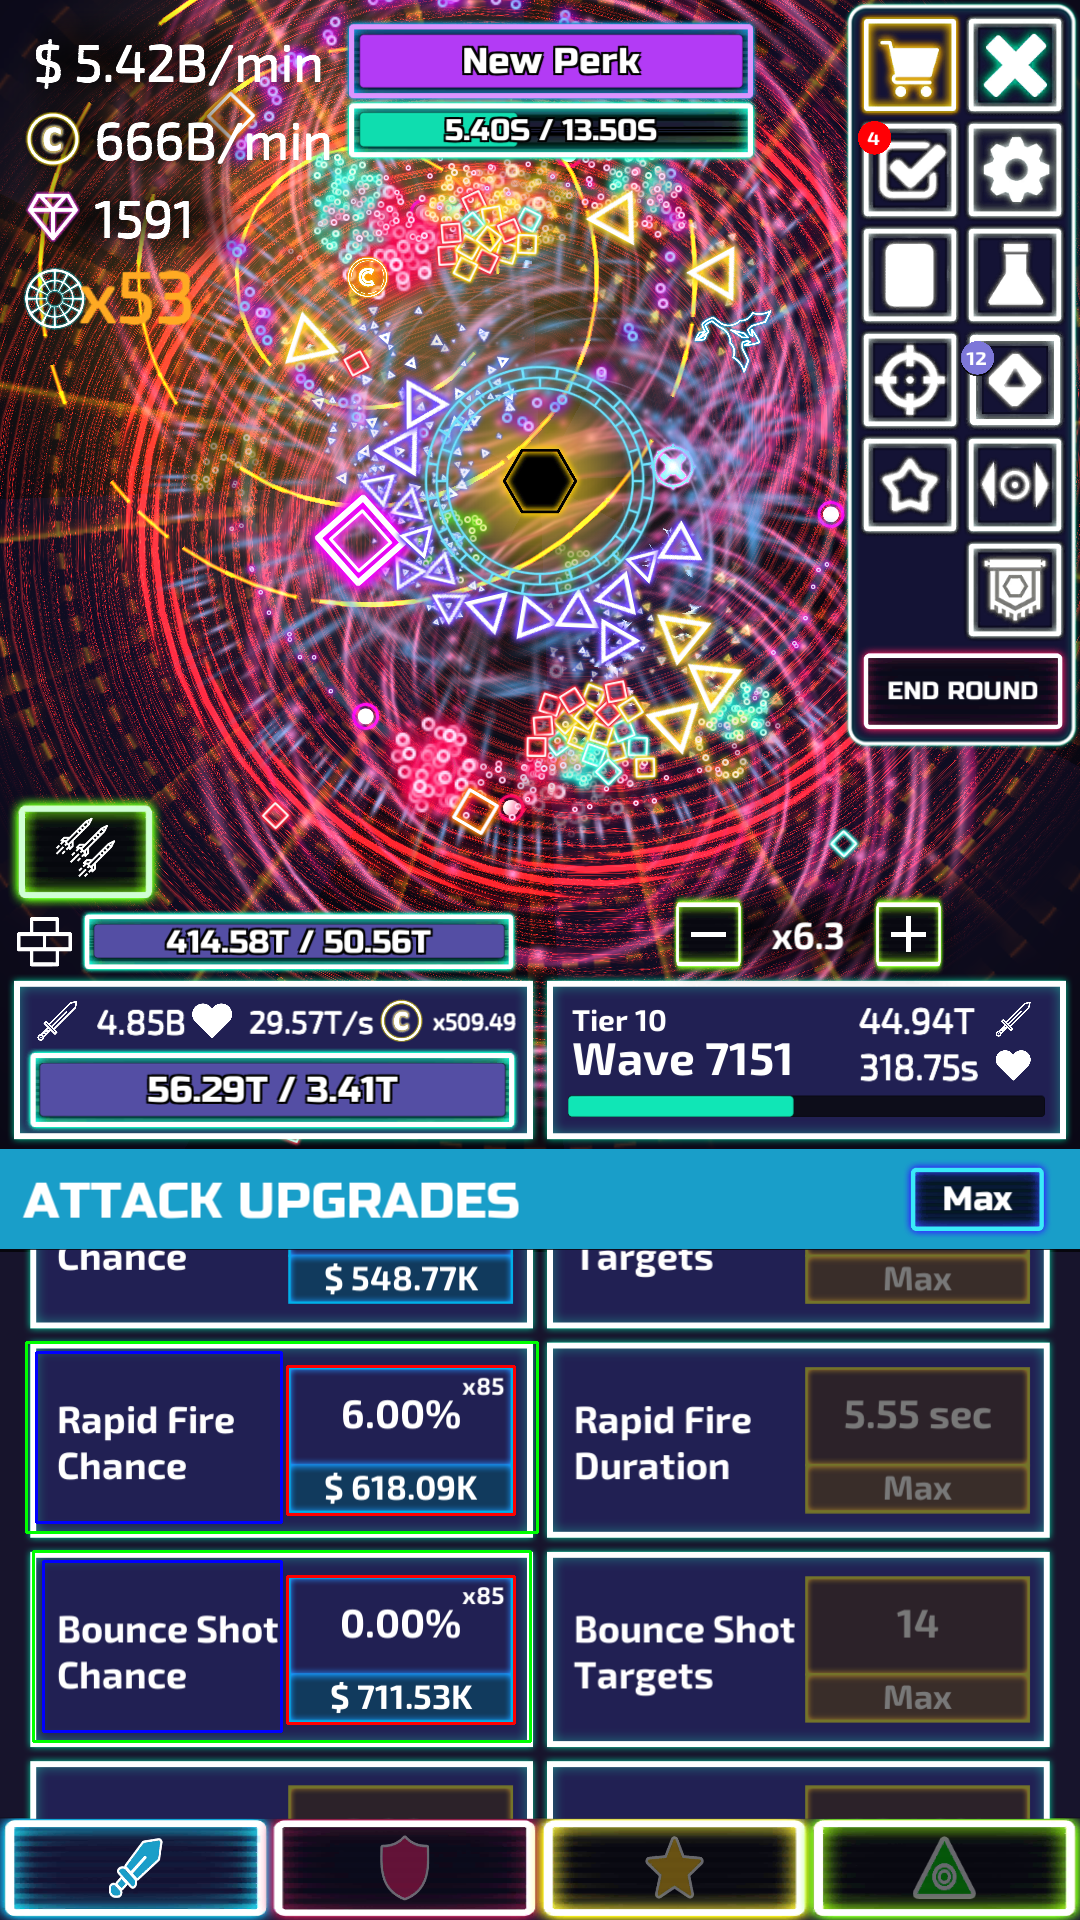 $ 5.42B/min
New Perk
5.40S / 13.50S
C 666B/min
4
1591
x53
C
12
END ROUND
414.58T / 50.56T
x6.3
4.85B 29.57T/s C x509.49
56.29T / 3.41T
Tier 10
44.94T
Wave 7151
318.75s
ATTACK UPGRADES
Max
Chance
$ 548.77K
Targets
Max
Rapid Fire
Chance
x85
6.00%
$ 618.09K
Rapid Fire
Duration
5.55 sec
Max
Bounce Shot
Chance
x85
0.00%
$ 711.53K
Bounce Shot
Targets
14
Max